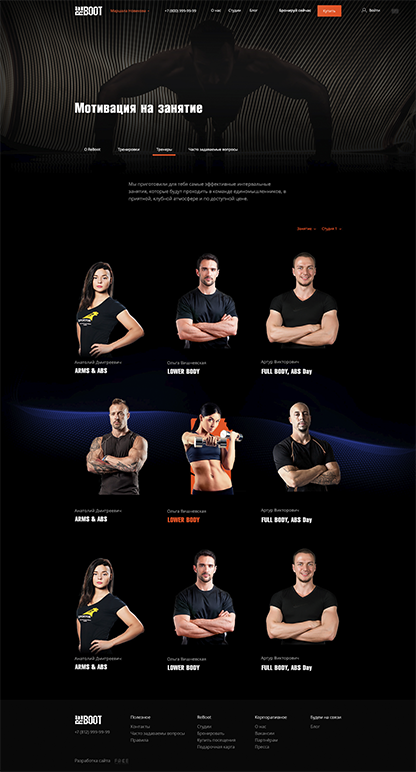 REBOOT
+7 (800) 999-99-99
О нас
Студии
Блог
Бронируй сейчас
Купить
Войти
Мотивация на занятие
О Reboot
Тренировки
Тренеры
Часто задаваемые вопросы
Мы приготовили для тебя самые эффективные интервальные
занятия, которые будут проходить в команде единомышленников, в
приятной, клубной атмосфере и по доступной цене.
Занятие
Студия 1
Анатолий Дмитриевич
ARMS & ABS
Ольга Вишневская
LOWER BODY
Артур Викторович
FULL BODY, ABS Day
Анатолий Дмитриевич
ARMS & ABS
Ольга Вишневская
LOWER BODY
Артур Викторович
FULL BODY, ABS Day
Анатолий Дмитриевич
ARMS & ABS
Ольга Вишневская
LOWER BODY
Артур Викторович
FULL BODY, ABS Day
REBOOT
+7 (812) 999-99-99
Полезное
Контакты
Часто задаваемые вопросы
Правила
Reboot
Студии
Бронировать
Купить посещения
Подарочная карта
Корпоративное
О нас
Вакансии
Партнёрам
Пресса
Будем на связи
Блог
Разработка сайта